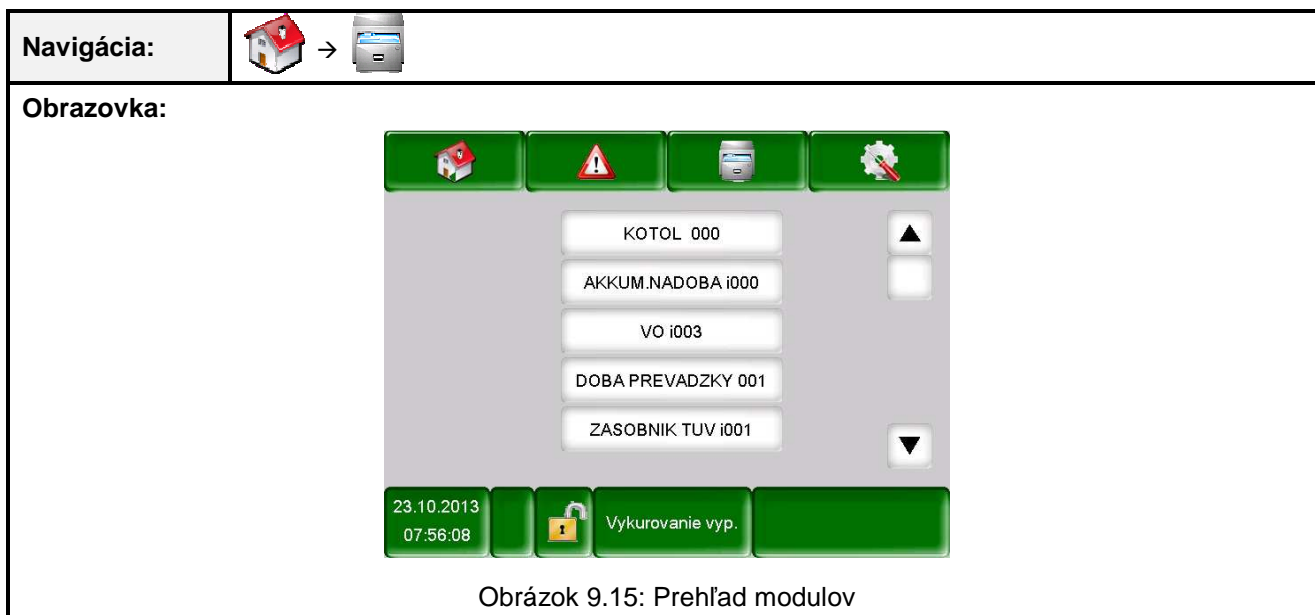 Navigácia:
→
Obrazovka:
KOTOL 000
AKKUM.NADOBA i000
VO i003
DOBA PREVADZKY 001
ZASOBNIK TUV i001
23.10.2013
07:56:08
Vykurovanie vyp.
Obrázok 9.15: Prehľad modulov